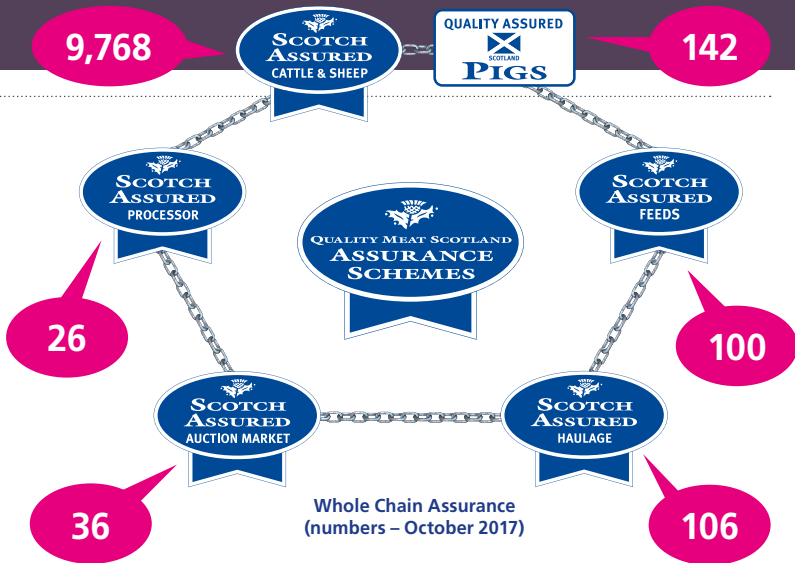 9,768
SCOTCH
ASSURED
CATTLE & SHEEP
QUALITY ASSURED
SCOTLAND
PIGS
142
SCOTCH
ASSURED
PROCESSOR
26
QUALITY MEAT SCOTLAND
ASSURANCE
SCHEMES
SCOTCH
ASSURED
FEEDS
100
SCOTCH
ASSURED
AUCTION MARKET
36
SCOTCH
ASSURED
HAULAGE
106
Whole Chain Assurance
(numbers – October 2017)